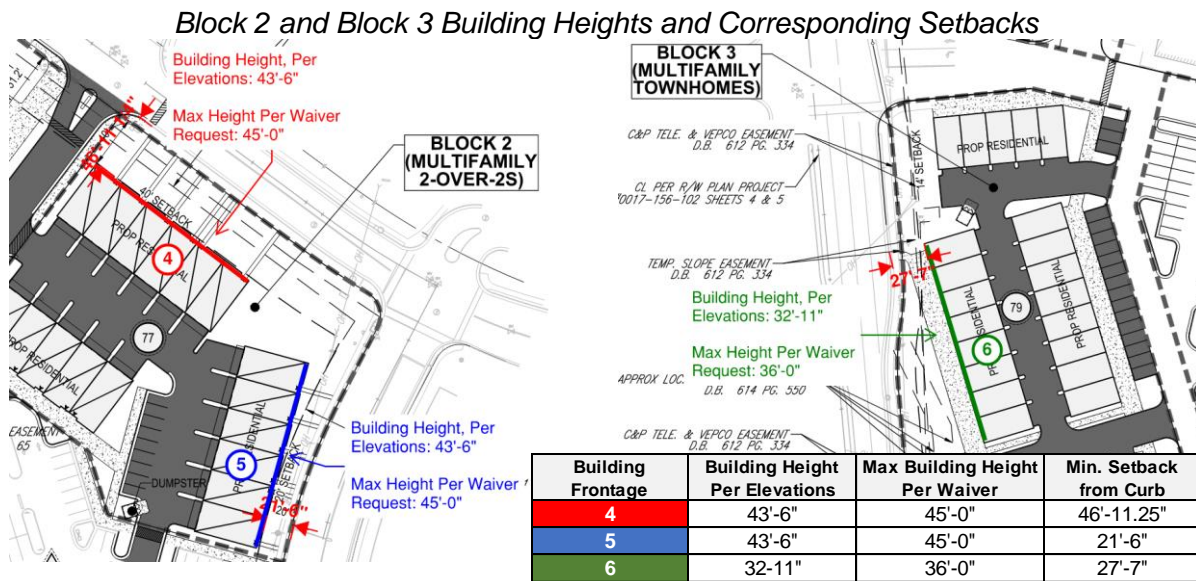 Block 2 and Block 3 Building Heights and Corresponding Setbacks
Building Height, Per
Elevations: 43'-6"
Max Height Per Waiver
Request: 45'-0"
BLOCK 2
(MULTIFAMILY
2-OVER-2S)
40' SETBACK
PROP RESIDENTIAL
4
77
PROP RESIDENTIAL
EASEMENT
65
DUMPSTER
PROP RESIDENTIAL
5
20' SETBACK
21'-6"
Building Height, Per
Elevations: 43'-6"
Max Height Per Waiver
Request: 45'-0"
BLOCK 3
(MULTIFAMILY
TOWNHOMES)
C&P TELE. & VEPCO EASEMENT
D.B. 612 PG. 334
14' SETBACK
PROP RESIDENTIAL
CL PER R/W PLAN PROJECT
"0017-156-102 SHEETS 4 & 5
TEMP. SLOPE EASEMENT
D.B. 612 PG. 334
27'-7"
Building Height, Per
Elevations: 32'-11"
Max Height Per Waiver
Request: 36'-0"
PROP RESIDENTIAL
6
79
PROP RESIDENTIAL
APPROX LOC.
D.B. 614 PG. 550
C&P TELE. & VEPCO EASEMENT
D.B. 612 PG. 334
Building Frontage | Building Height Per Elevations | Max Building Height Per Waiver | Min. Setback from Curb
4 43'-6" 45'-0" 46'-11.25"
5 43'-6" 45'-0" 21'-6"
6 32-11" 36'-0" 27'-7"